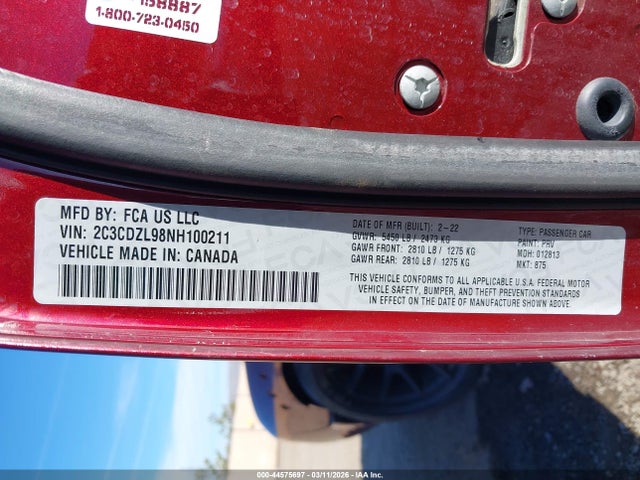 1-800-723-0450
MFD BY: FCA US LLC
VIN: 2C3CDZL98NH100211
VEHICLE MADE IN: CANADA
DATE OF MFR (BUILT): 2-22
GVWR: 5450 LB / 2473 KG
GAWR FRONT: 2810 LB / 1275 KG
GAWR REAR: 2810 LB / 1275 KG
TYPE: PASSENGER CAR
PAINT: PRV
MDH: 012813
MKT: 875
THIS VEHICLE CONFORMS TO ALL APPLICABLE U.S.A. FEDERAL MOTOR
VEHICLE SAFETY, BUMPER, AND THEFT PREVENTION STANDARDS
IN EFFECT ON THE DATE OF MANUFACTURE SHOWN ABOVE.
000-44575697 - 03/11/2026 - IAA Corp.